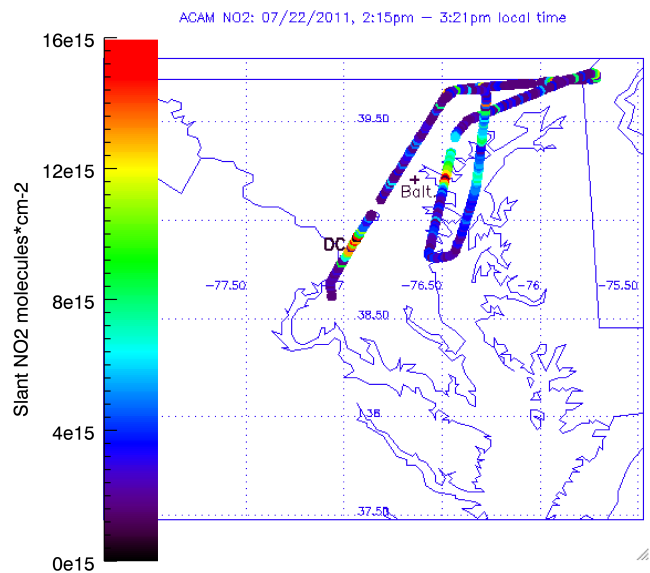 ACAM NO2: 07/22/2011, 2:15pm – 3:21pm local time
16e15
12e15
8e15
4e15
0e15
Slant NO2 molecules*cm-2
39.50
Balt.
DC
-77.50
-77
-76.50
-76
-75.50
38.50
38
37.50